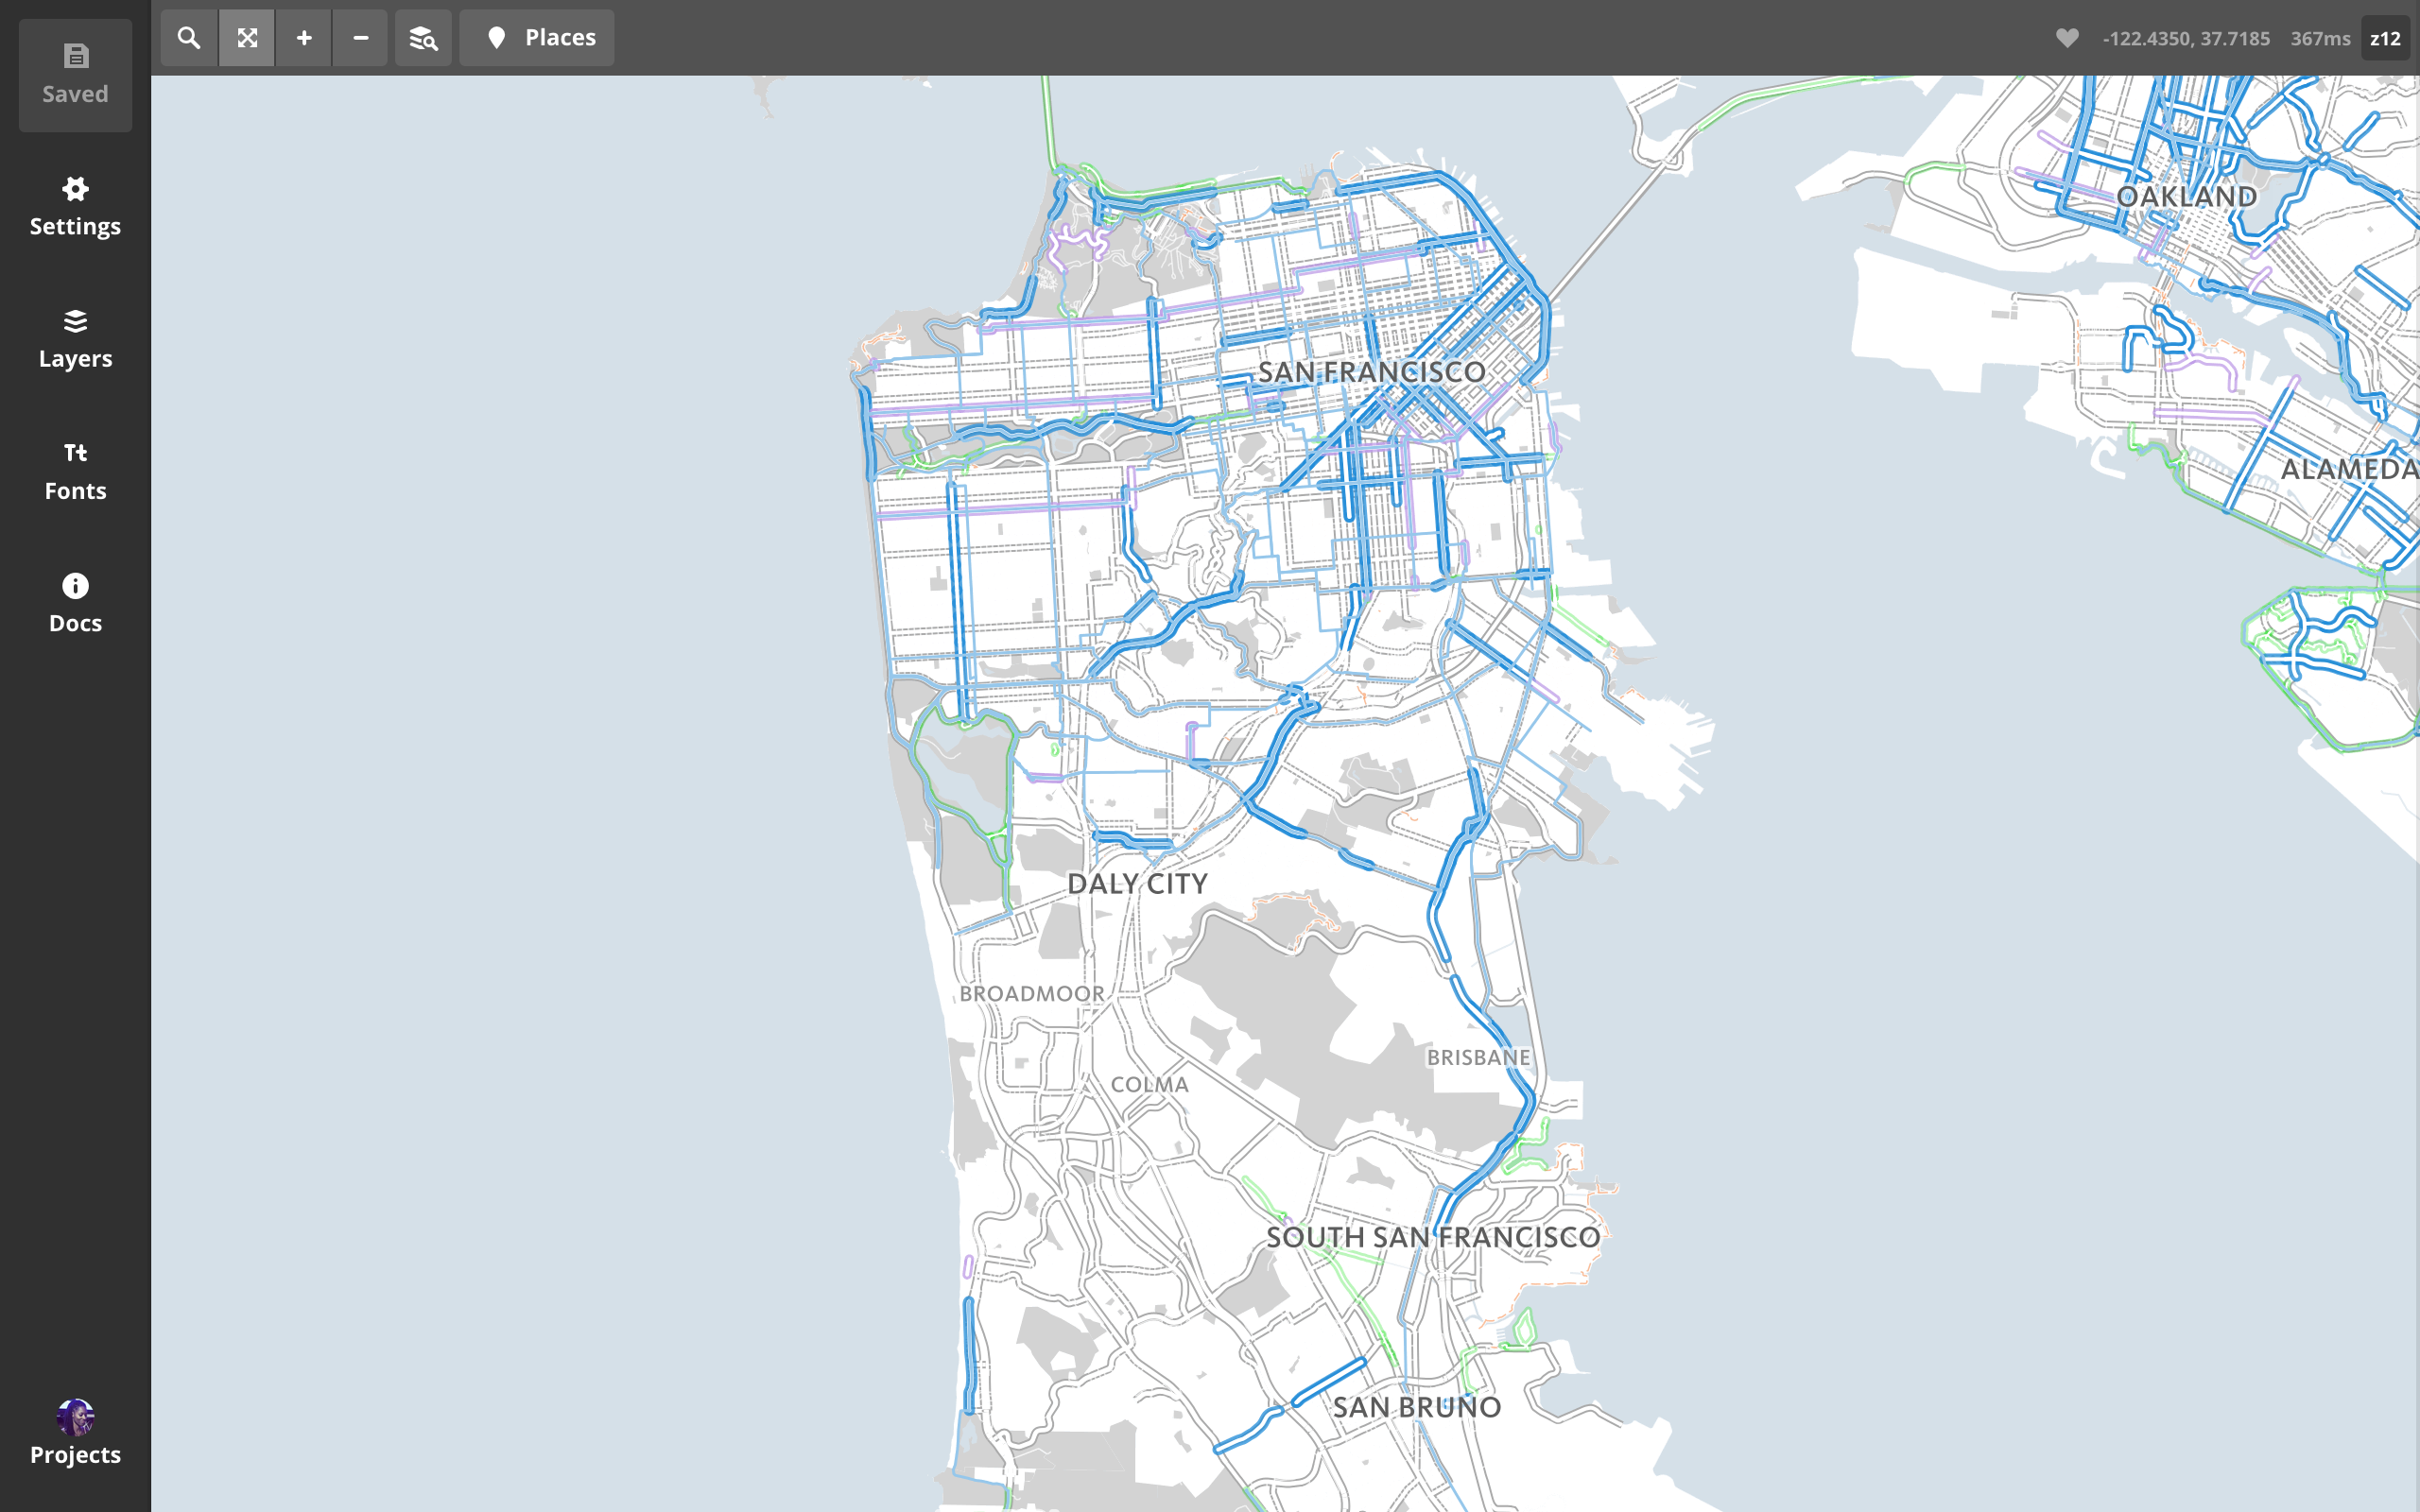 Saved
Settings
Layers
Fonts
Docs
Projects
Places
-122.4350, 37.7185 367ms z12
OAKLAND
SAN FRANCISCO
ALAMEDA
DALY CITY
BROADMOOR
BRISBANE
COLMA
SOUTH SAN FRANCISCO
SAN BRUNO